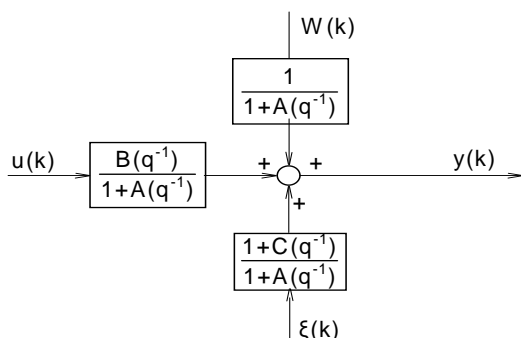 W(k)
1
1+A(q⁻¹)
u(k)
B(q⁻¹)
1+A(q⁻¹)
+ +
y(k)
+
1+C(q⁻¹)
1+A(q⁻¹)
ξ(k)